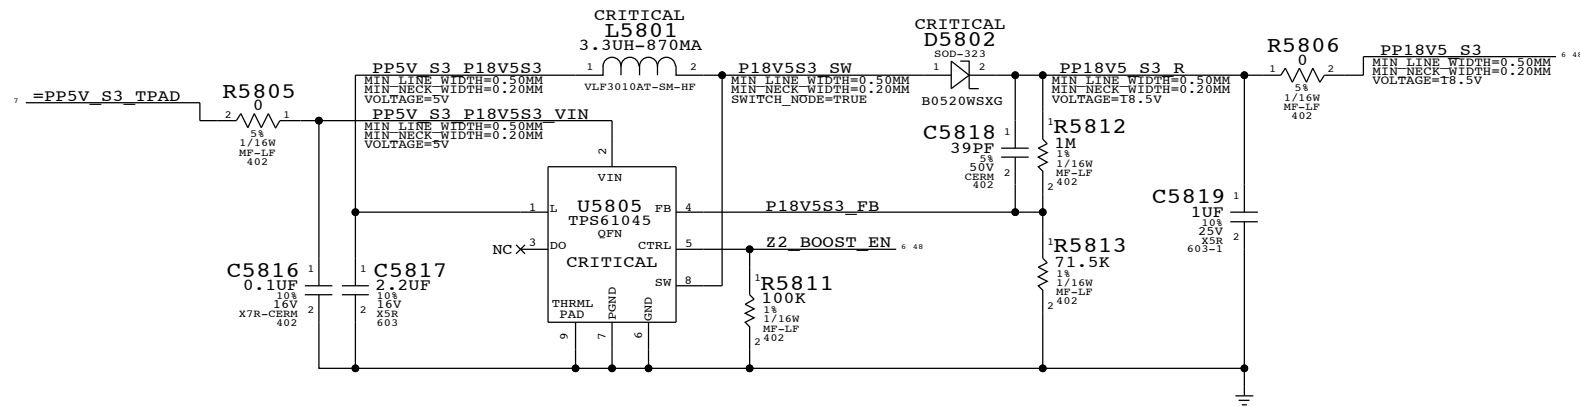 7
=PP5V_S3_TPAD
R5805
0
2
1
5%
1/16W
MF-LF
402
PP5V_S3_P18V5S3
MIN_LINE_WIDTH=0.50MM
MIN_NECK_WIDTH=0.20MM
VOLTAGE=5V
PP5V_S3_P18V5S3_VIN
MIN_LINE_WIDTH=0.50MM
MIN_NECK_WIDTH=0.20MM
VOLTAGE=5V
CRITICAL
L5801
3.3UH-870MA
1
2
VLF3010AT-SM-HF
P18V5S3_SW
MIN_LINE_WIDTH=0.50MM
MIN_NECK_WIDTH=0.20MM
SWITCH_NODE=TRUE
CRITICAL
D5802
SOD-323
1
2
B0520WSXG
PP18V5_S3_R
MIN_LINE_WIDTH=0.50MM
MIN_NECK_WIDTH=0.20MM
VOLTAGE=18.5V
R5806
0
1
2
5%
1/16W
MF-LF
402
PP18V5_S3
6 48
MIN_LINE_WIDTH=0.50MM
MIN_NECK_WIDTH=0.20MM
VOLTAGE=18.5V
C5818
39PF
5%
50V
CERM
402
1
2
R5812
1M
1%
1/16W
MF-LF
402
1
2
2
VIN
U5805
TPS61045
QFN
CRITICAL
1
L
NC
3
DO
FB
4
CTRL
5
SW
8
THRML
PAD
PGND
GND
9
7
6
P18V5S3_FB
Z2_BOOST_EN
6 48
C5816
0.1UF
10%
16V
X7R-CERM
402
1
2
C5817
2.2UF
10%
16V
X5R
603
1
2
R5811
100K
1%
1/16W
MF-LF
402
1
2
R5813
71.5K
1%
1/16W
MF-LF
402
1
2
C5819
1UF
10%
25V
X5R
603-1
1
2